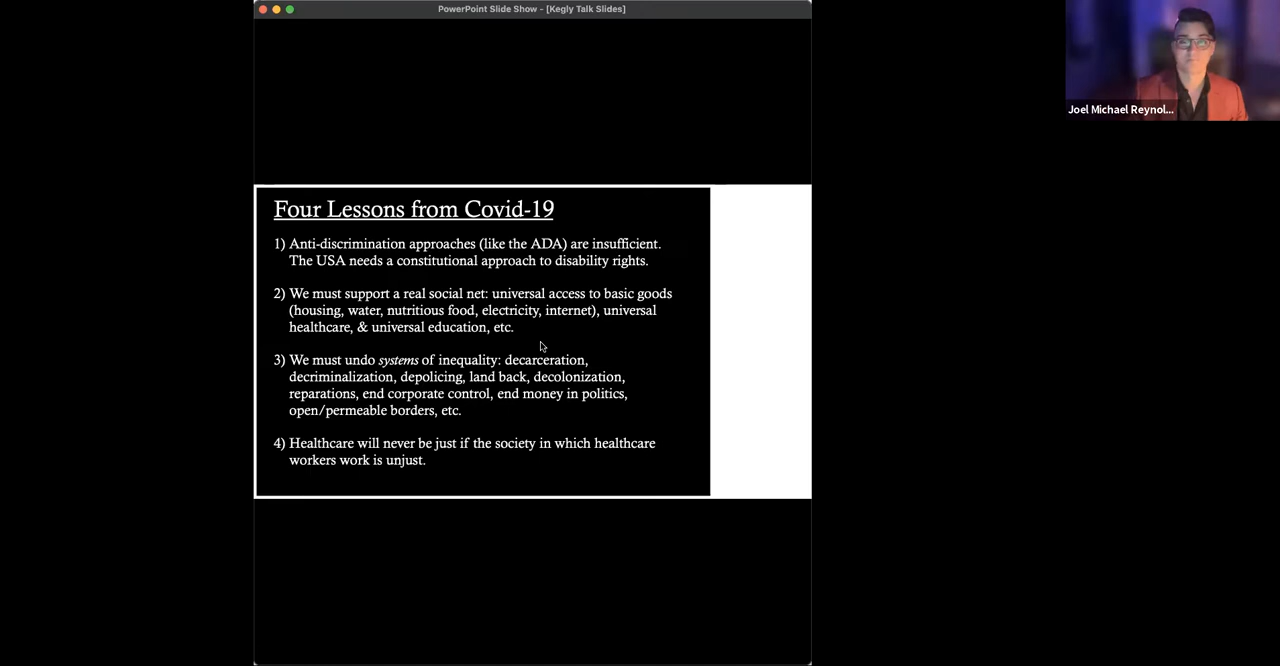 PowerPoint Slide Show - [Kegly Talk Slides]
Joel Michael Reynol...
Four Lessons from Covid-19
1) Anti-discrimination approaches (like the ADA) are insufficient.
The USA needs a constitutional approach to disability rights.
2) We must support a real social net: universal access to basic goods
(housing, water, nutritious food, electricity, internet), universal
healthcare, & universal education, etc.
3) We must undo systems of inequality: decarceration,
decriminalization, depolicing, land back, decolonization,
reparations, end corporate control, end money in politics,
open/permeable borders, etc.
4) Healthcare will never be just if the society in which healthcare
workers work is unjust.